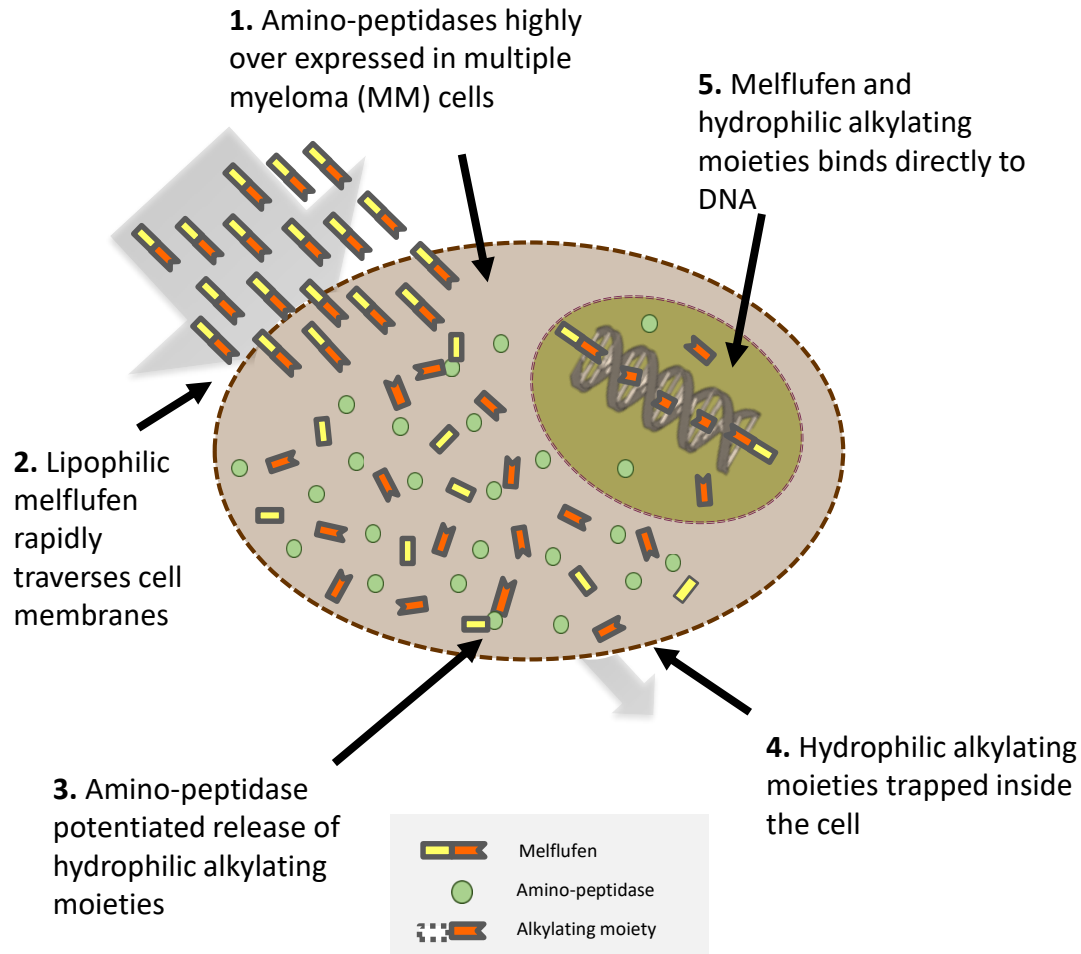 1. Amino-peptidases highly
over expressed in multiple
myeloma (MM) cells
5. Melflufen and
hydrophilic alkylating
moieties binds directly to
DNA
2. Lipophilic
melflufen
rapidly
traverses cell
membranes
3. Amino-peptidase
potentiated release of
hydrophilic alkylating
moieties
4. Hydrophilic alkylating
moieties trapped inside
the cell
Melflufen
Amino-peptidase
Alkylating moiety